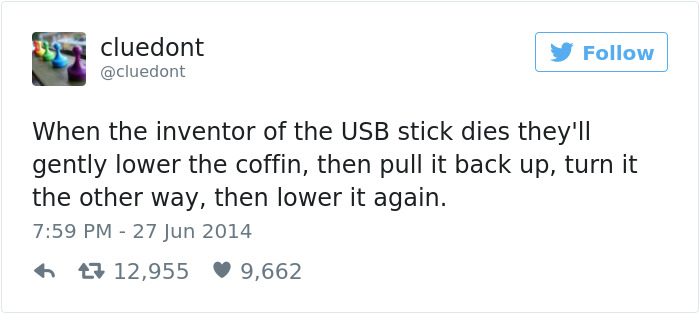 cluedont
@cluedont
Follow
When the inventor of the USB stick dies they'll
gently lower the coffin, then pull it back up, turn it
the other way, then lower it again.
7:59 PM - 27 Jun 2014
12,955 9,662